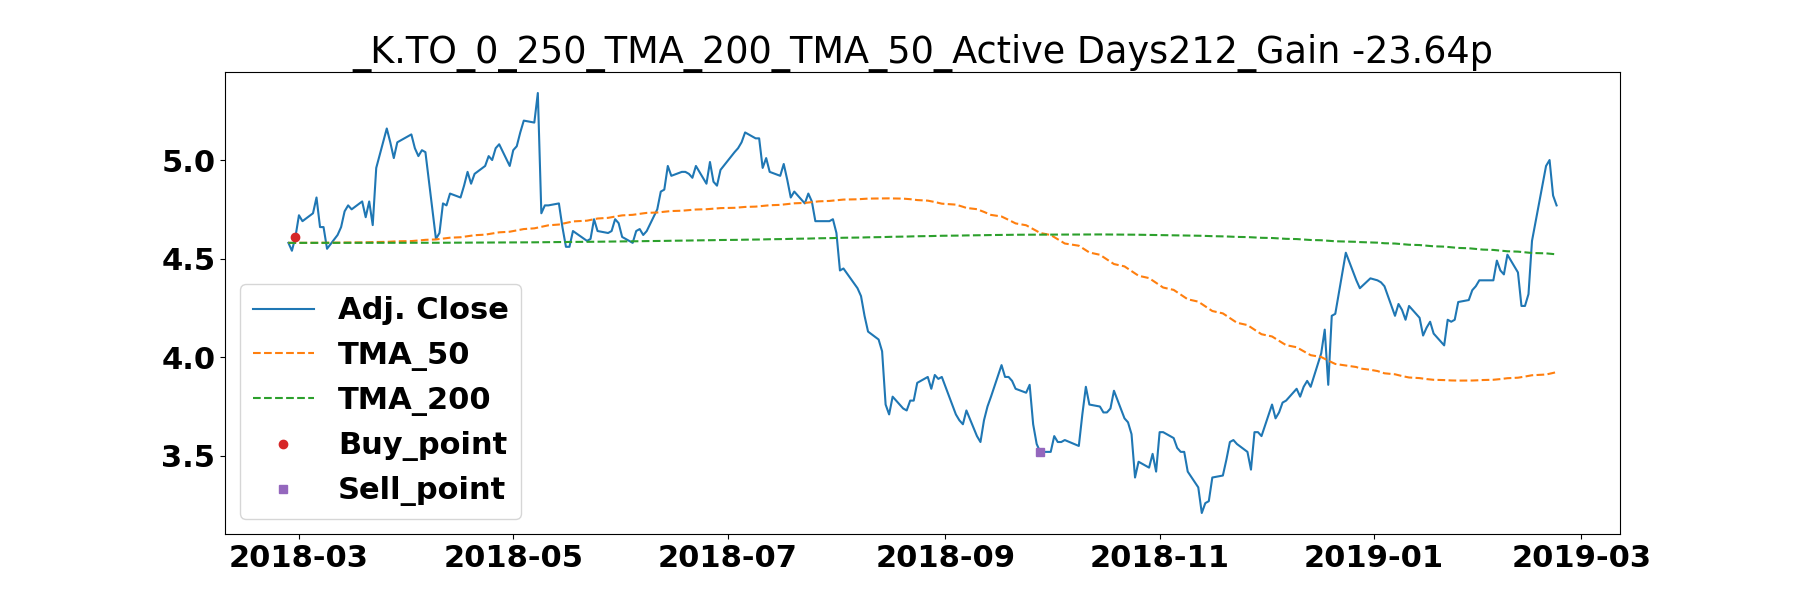 _K.TO_0_250_TMA_200_TMA_50_Active Days212_Gain -23.64p
5.0
4.5
4.0
3.5
Adj. Close
TMA_50
TMA_200
Buy_point
Sell_point
2018-03 2018-05 2018-07 2018-09 2018-11 2019-01 2019-03